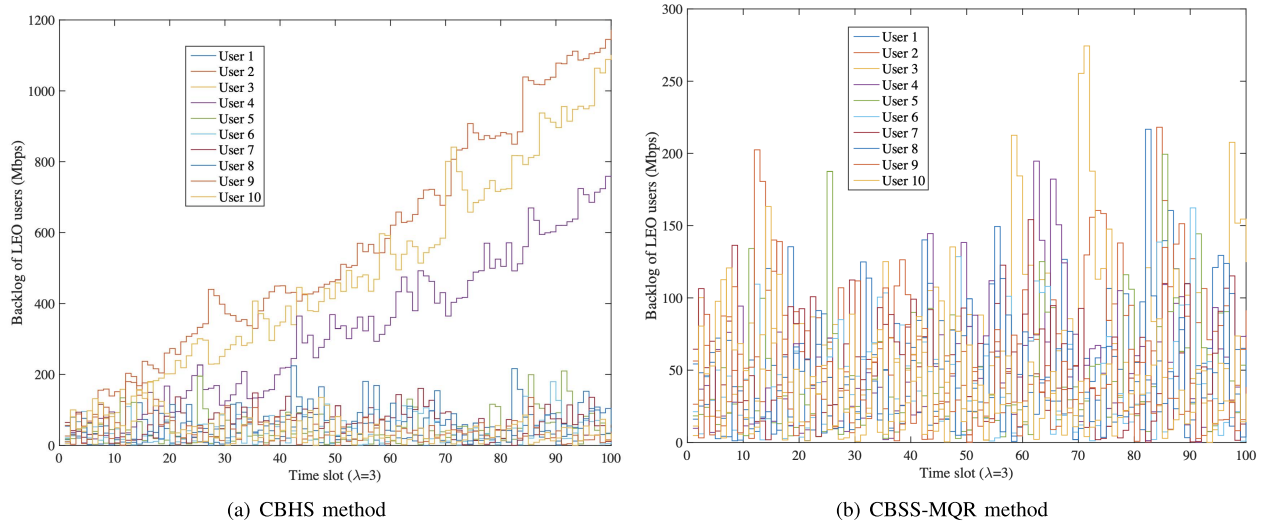 1200
1000
800
600
400
200
0
Backlog of LEO users (Mbps)
User 1
User 2
User 3
User 4
User 5
User 6
User 7
User 8
User 9
User 10
0 10 20 30 40 50 60 70 80 90 100
Time slot (λ=3)
(a) CBHS method
300
250
200
150
100
50
0
Backlog of LEO users (Mbps)
User 1
User 2
User 3
User 4
User 5
User 6
User 7
User 8
User 9
User 10
0 10 20 30 40 50 60 70 80 90 100
Time slot (λ=3)
(b) CBSS-MQR method